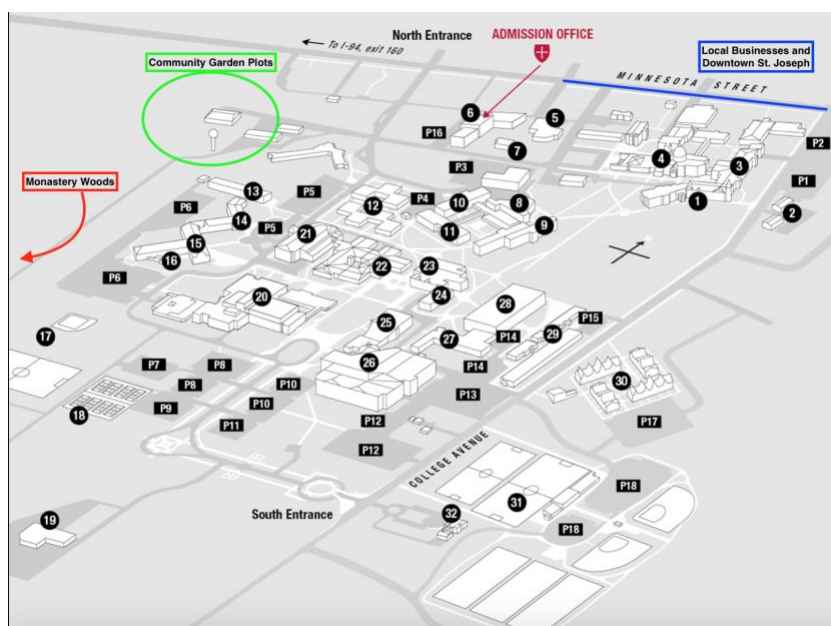 North Entrance
ADMISSION OFFICE
To I-94, exit 160
Community Garden Plots
Local Businesses and
Downtown St. Joseph
MINNESOTA STREET
6
5
P16
7
4
P2
3
P3
P1
1
2
Monastery Woods
13
P5
12
P4
10
8
P6
14
P5
21
11
9
15
16
22
23
P6
20
24
28
25
27
P14
29
P15
17
26
P14
P7
P8
30
P8
P10
P13
18
P9
P10
P11
P12
P17
P12
COLLEGE AVENUE
P18
31
South Entrance
32
P18
19